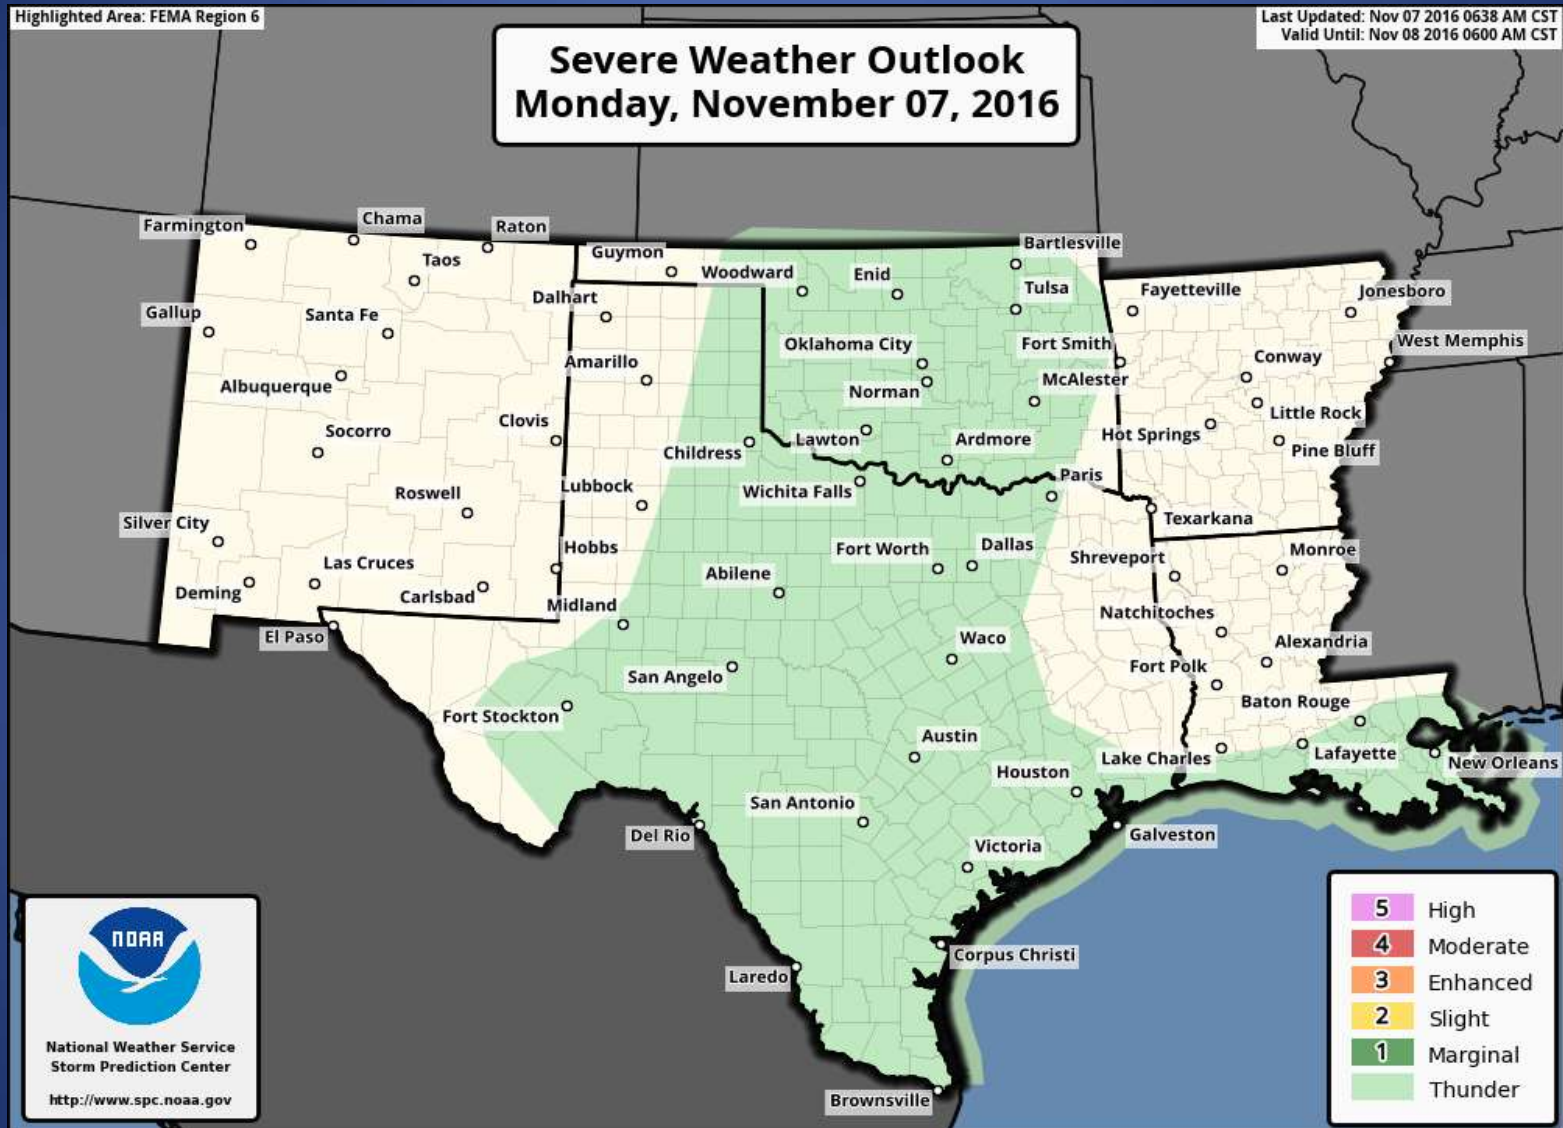 Highlighted Area: FEMA Region 6
Last Updated: Nov 07 2016 0638 AM CST
Valid Until: Nov 08 2016 0600 AM CST
Severe Weather Outlook
Monday, November 07, 2016
Farmington
Chama
Raton
Taos
Guymon
Woodward
Enid
Bartlesville
Gallup
Santa Fe
Dalhart
Tulsa
Fayetteville
Jonesboro
Amarillo
Oklahoma City
Fort Smith
West Memphis
Albuquerque
Norman
McAlester
Conway
Socorro
Clovis
Childress
Lawton
Ardmore
Hot Springs
Little Rock
Pine Bluff
Roswell
Lubbock
Wichita Falls
Paris
Texarkana
Silver City
Hobbs
Fort Worth
Dallas
Shreveport
Monroe
Deming
Las Cruces
Carlsbad
Midland
Abilene
Natchitoches
El Paso
Waco
Alexandria
San Angelo
Fort Polk
Fort Stockton
Baton Rouge
Austin
Houston
Lake Charles
Lafayette
New Orleans
San Antonio
Del Rio
Galveston
Victoria
Corpus Christi
Laredo
Brownsville
NOAA
National Weather Service
Storm Prediction Center
http://www.spc.noaa.gov
5 High
4 Moderate
3 Enhanced
2 Slight
1 Marginal
Thunder